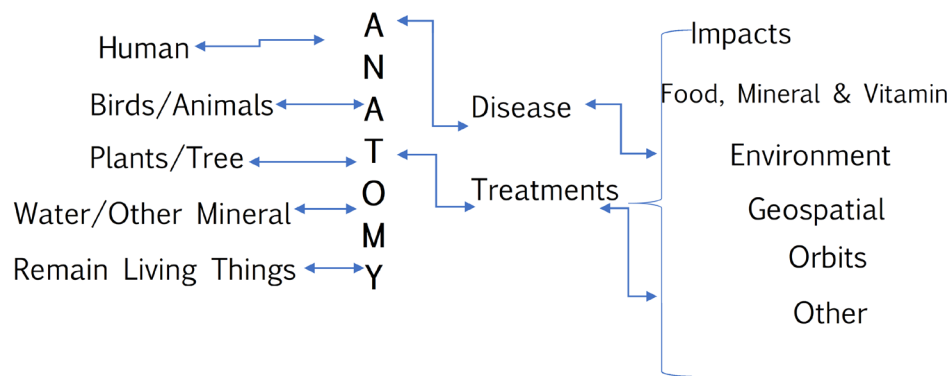 Human
Birds/Animals
Plants/Tree
Water/Other Mineral
Remain Living Things
A
N
A
T
O
M
Y
Disease
Treatments
Impacts
Food, Mineral & Vitamin
Environment
Geospatial
Orbits
Other